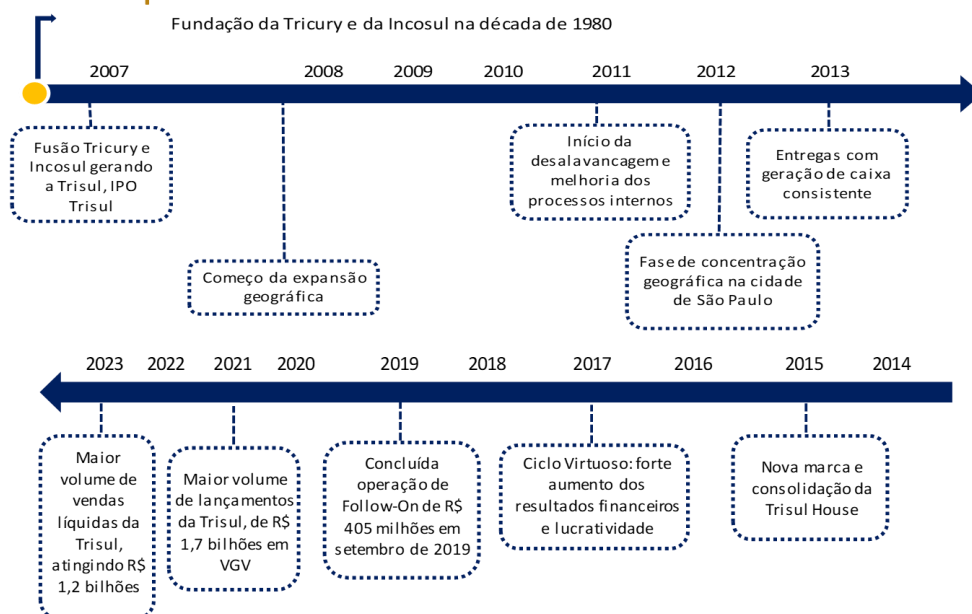 Fundação da Tricury e da Incosul na década de 1980
2007 2008 2009 2010 2011 2012 2013
Fusão Tricury e
Incosul gerando
a Trisul, IPO
Trisul
Começo da expansão
geográfica
Início da
desalavancagem e
melhoria dos
processos internos
Fase de concentração
geográfica na cidade
de São Paulo
Entregas com
geração de caixa
consistente
2023 2022 2021 2020 2019 2018 2017 2016 2015 2014
Maior
volume de
vendas
líquidas da
Trisul,
atingindo R$
1,2 bilhões
Maior volume
de lançamentos
da Trisul, de R$
1,7 bilhões em
VGV
Concluída
operação de
Follow-On de R$
405 milhões em
setembro de 2019
Ciclo Virtuoso: forte
aumento dos
resultados financeiros
e lucratividade
Nova marca e
consolidação da
Trisul House